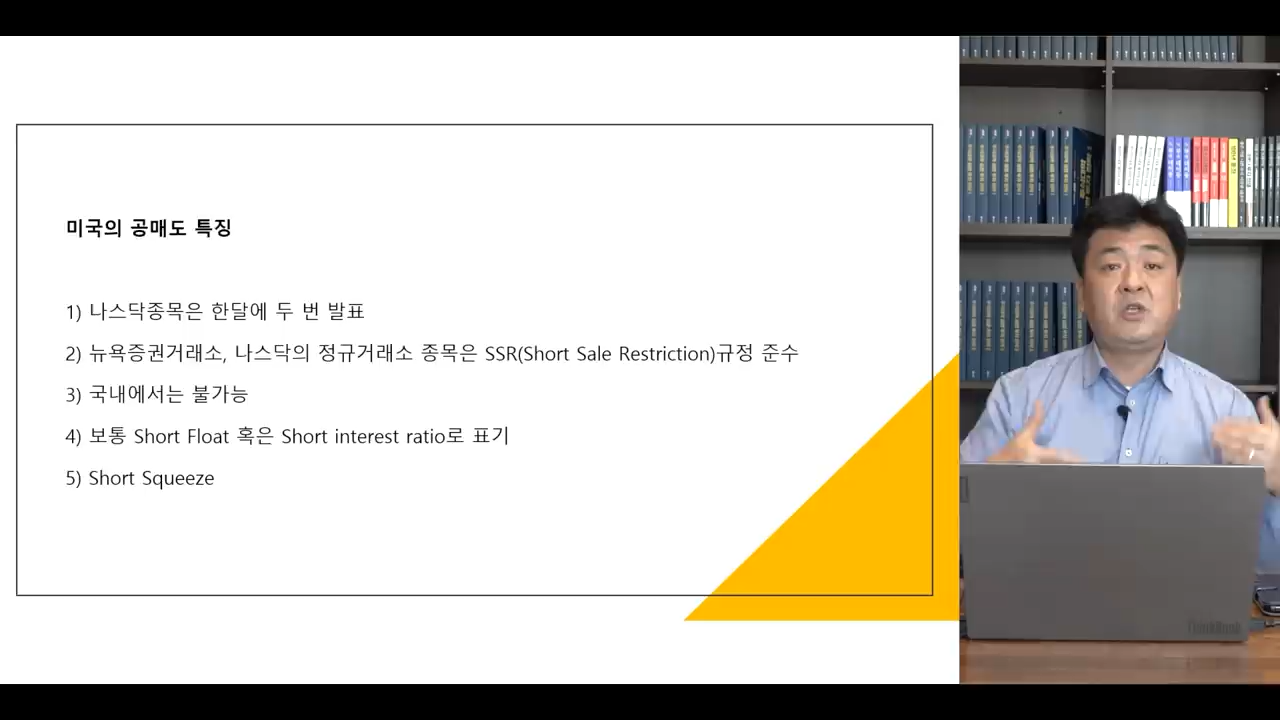 미국의 공매도 특징
1) 나스닥종목은 한달에 두 번 발표
2) 뉴욕증권거래소, 나스닥의 정규거래소 종목은 SSR(Short Sale Restriction)규정 준수
3) 국내에서는 불가능
4) 보통 Short Float 혹은 Short interest ratio로 표기
5) Short Squeeze
ThinkBook